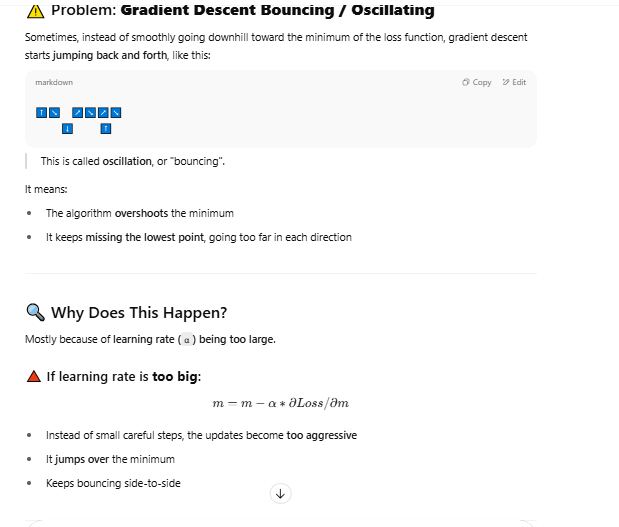 ⚠️ Problem: Gradient Descent Bouncing / Oscillating
Sometimes, instead of smoothly going downhill toward the minimum of the loss function, gradient descent
starts jumping back and forth, like this:
markdown
Copy Edit
⬆️↘️ ↗️↘️↗️↘️
⬇️ ⬆️
This is called oscillation, or "bouncing".
It means:
• The algorithm overshoots the minimum
• It keeps missing the lowest point, going too far in each direction
🔍 Why Does This Happen?
Mostly because of learning rate (α) being too large.
🔺 If learning rate is too big:
m = m − α ∗ ∂Loss/∂m
• Instead of small careful steps, the updates become too aggressive
• It jumps over the minimum
• Keeps bouncing side-to-side